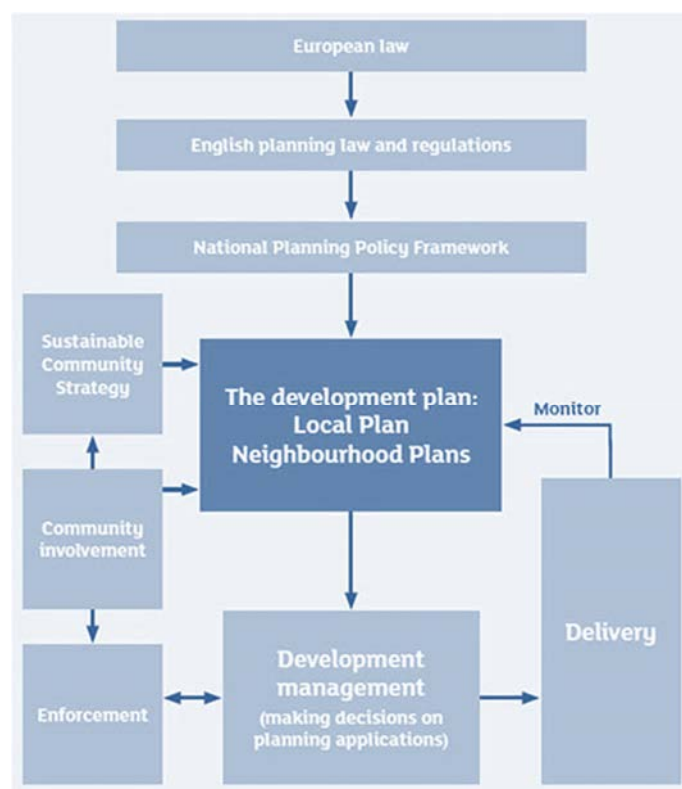 European law
English planning law and regulations
National Planning Policy Framework
Sustainable
Community
Strategy
The development plan:
Local Plan
Neighbourhood Plans
Monitor
Community
involvement
Delivery
Development
management
(making decisions on
planning applications)
Enforcement